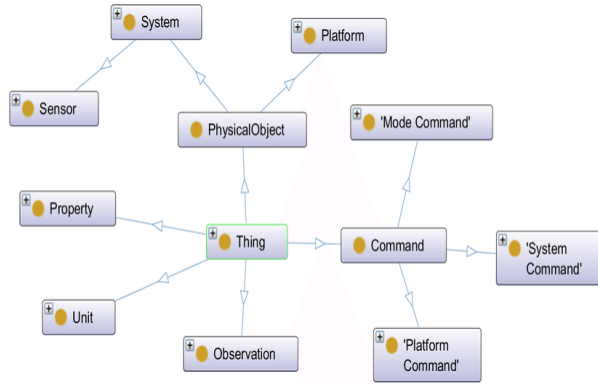 System
Platform
Sensor
PhysicalObject
'Mode Command'
Property
Thing
Command
'System
Command'
Unit
Observation
'Platform
Command'